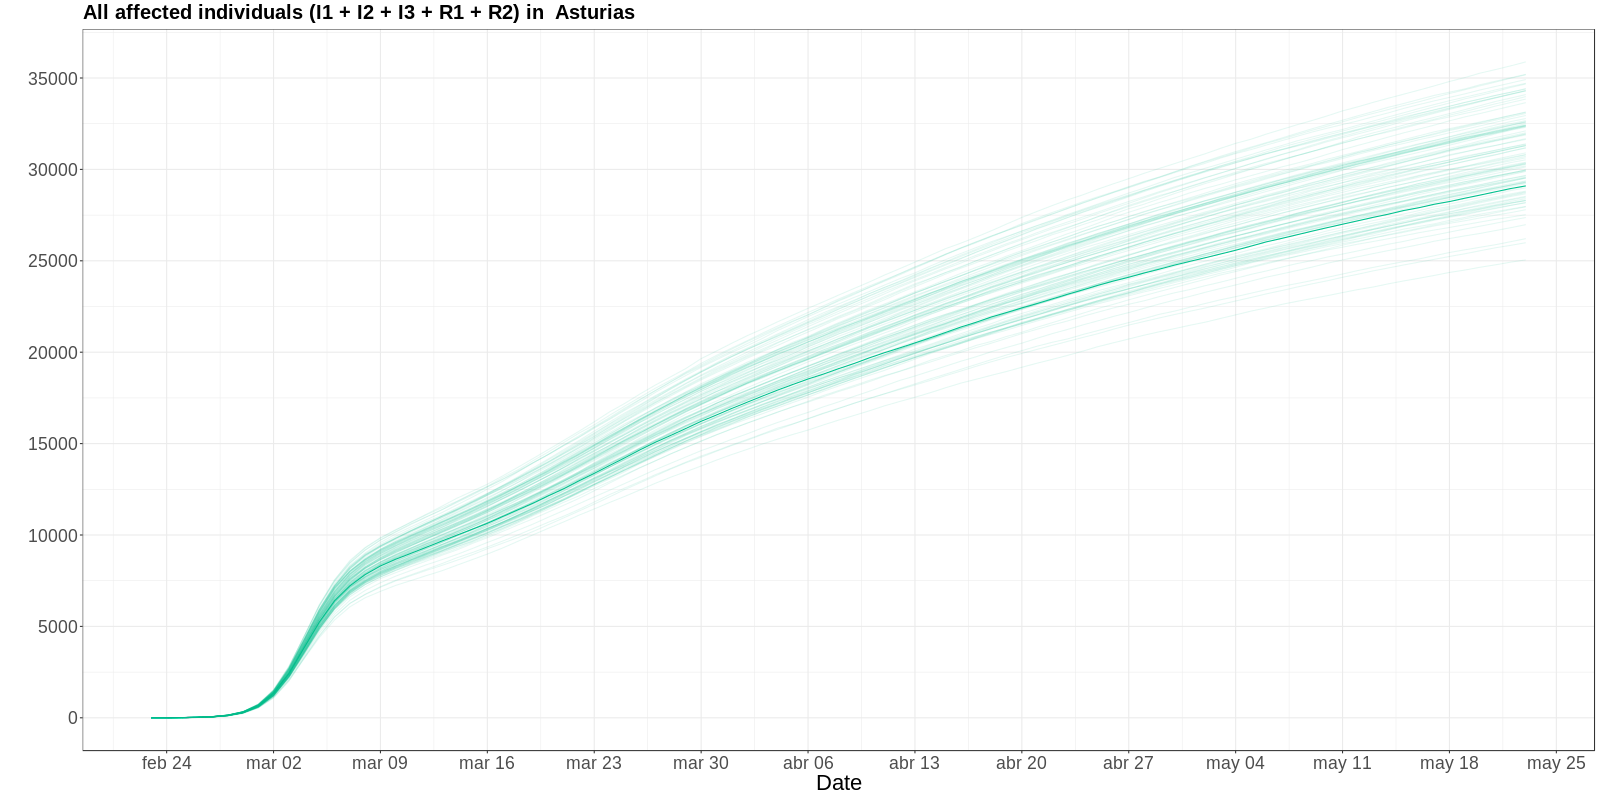 All affected individuals (I1 + I2 + I3 + R1 + R2) in  Asturias
35000
30000
25000
20000
15000
10000
5000
0
feb 24 mar 02 mar 09 mar 16 mar 23 mar 30 abr 06 abr 13 abr 20 abr 27 may 04 may 11 may 18 may 25
Date